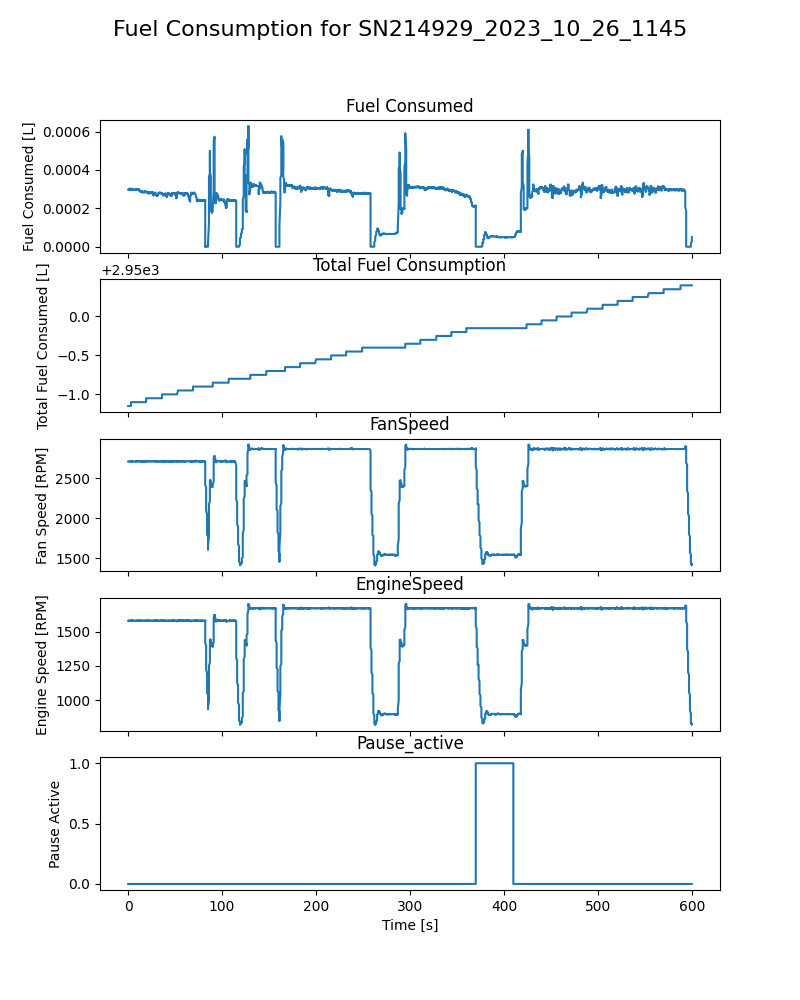 Fuel Consumption for SN214929_2023_10_26_1145
Fuel Consumed
Fuel Consumed [L]
0.0006
0.0004
0.0002
0.0000
+2.95e3
Total Fuel Consumption
Total Fuel Consumed [L]
0.0
−0.5
−1.0
FanSpeed
Fan Speed [RPM]
2500
2000
1500
EngineSpeed
Engine Speed [RPM]
1500
1250
1000
Pause_active
Pause Active
1.0
0.5
0.0
0 100 200 300 400 500 600
Time [s]